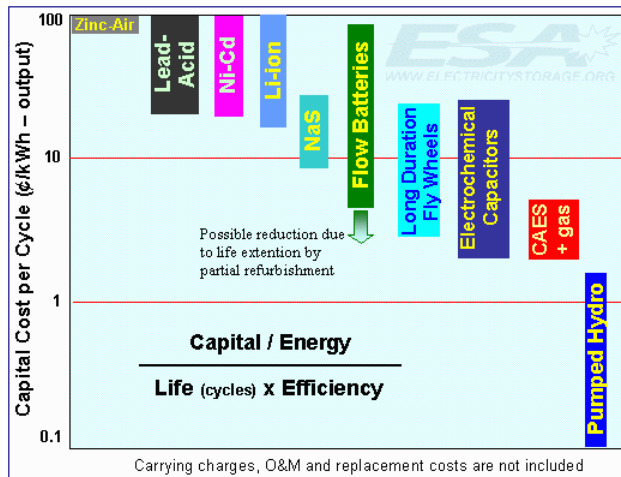 100
Zinc-Air
Lead-
Acid
Ni-Cd
Li-ion
NaS
Flow Batteries
Long Duration
Fly Wheels
Electrochemical
Capacitors
CAES
+ gas
Pumped Hydro
ESA
WWW.ELECTRICITYSTORAGE.ORG
Capital Cost per Cycle (¢/kWh – output)
10
Possible reduction due
to life extention by
partial refurbishment
1
Capital / Energy
Life (cycles) x Efficiency
0.1
Carrying charges, O&M and replacement costs are not included